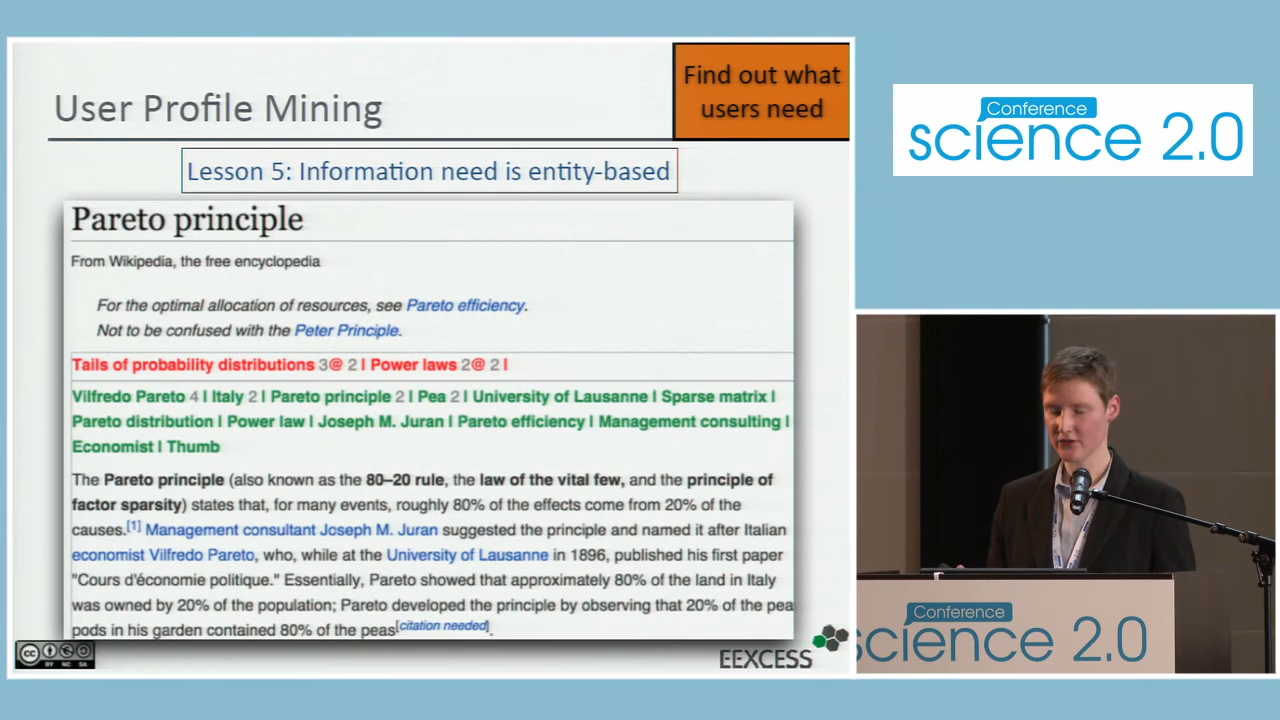 User Profile Mining
Find out what
users need
Lesson 5: Information need is entity-based
Pareto principle
From Wikipedia, the free encyclopedia
For the optimal allocation of resources, see Pareto efficiency.
Not to be confused with the Peter Principle.
Tails of probability distributions 3@ 2 | Power laws 2@ 2 |
Vilfredo Pareto 4 | Italy 2 | Pareto principle 2 | Pea 2 | University of Lausanne | Sparse matrix |
Pareto distribution | Power law | Joseph M. Juran | Pareto efficiency | Management consulting |
Economist | Thumb
The Pareto principle (also known as the 80–20 rule, the law of the vital few, and the principle of
factor sparsity) states that, for many events, roughly 80% of the effects come from 20% of the
causes.[1] Management consultant Joseph M. Juran suggested the principle and named it after Italian
economist Vilfredo Pareto, who, while at the University of Lausanne in 1896, published his first paper
"Cours d'économie politique." Essentially, Pareto showed that approximately 80% of the land in Italy
was owned by 20% of the population; Pareto developed the principle by observing that 20% of the pea
pods in his garden contained 80% of the peas[citation needed].
cc BY NC SA
EEXCESS
Conference
science 2.0
Conference
science 2.0